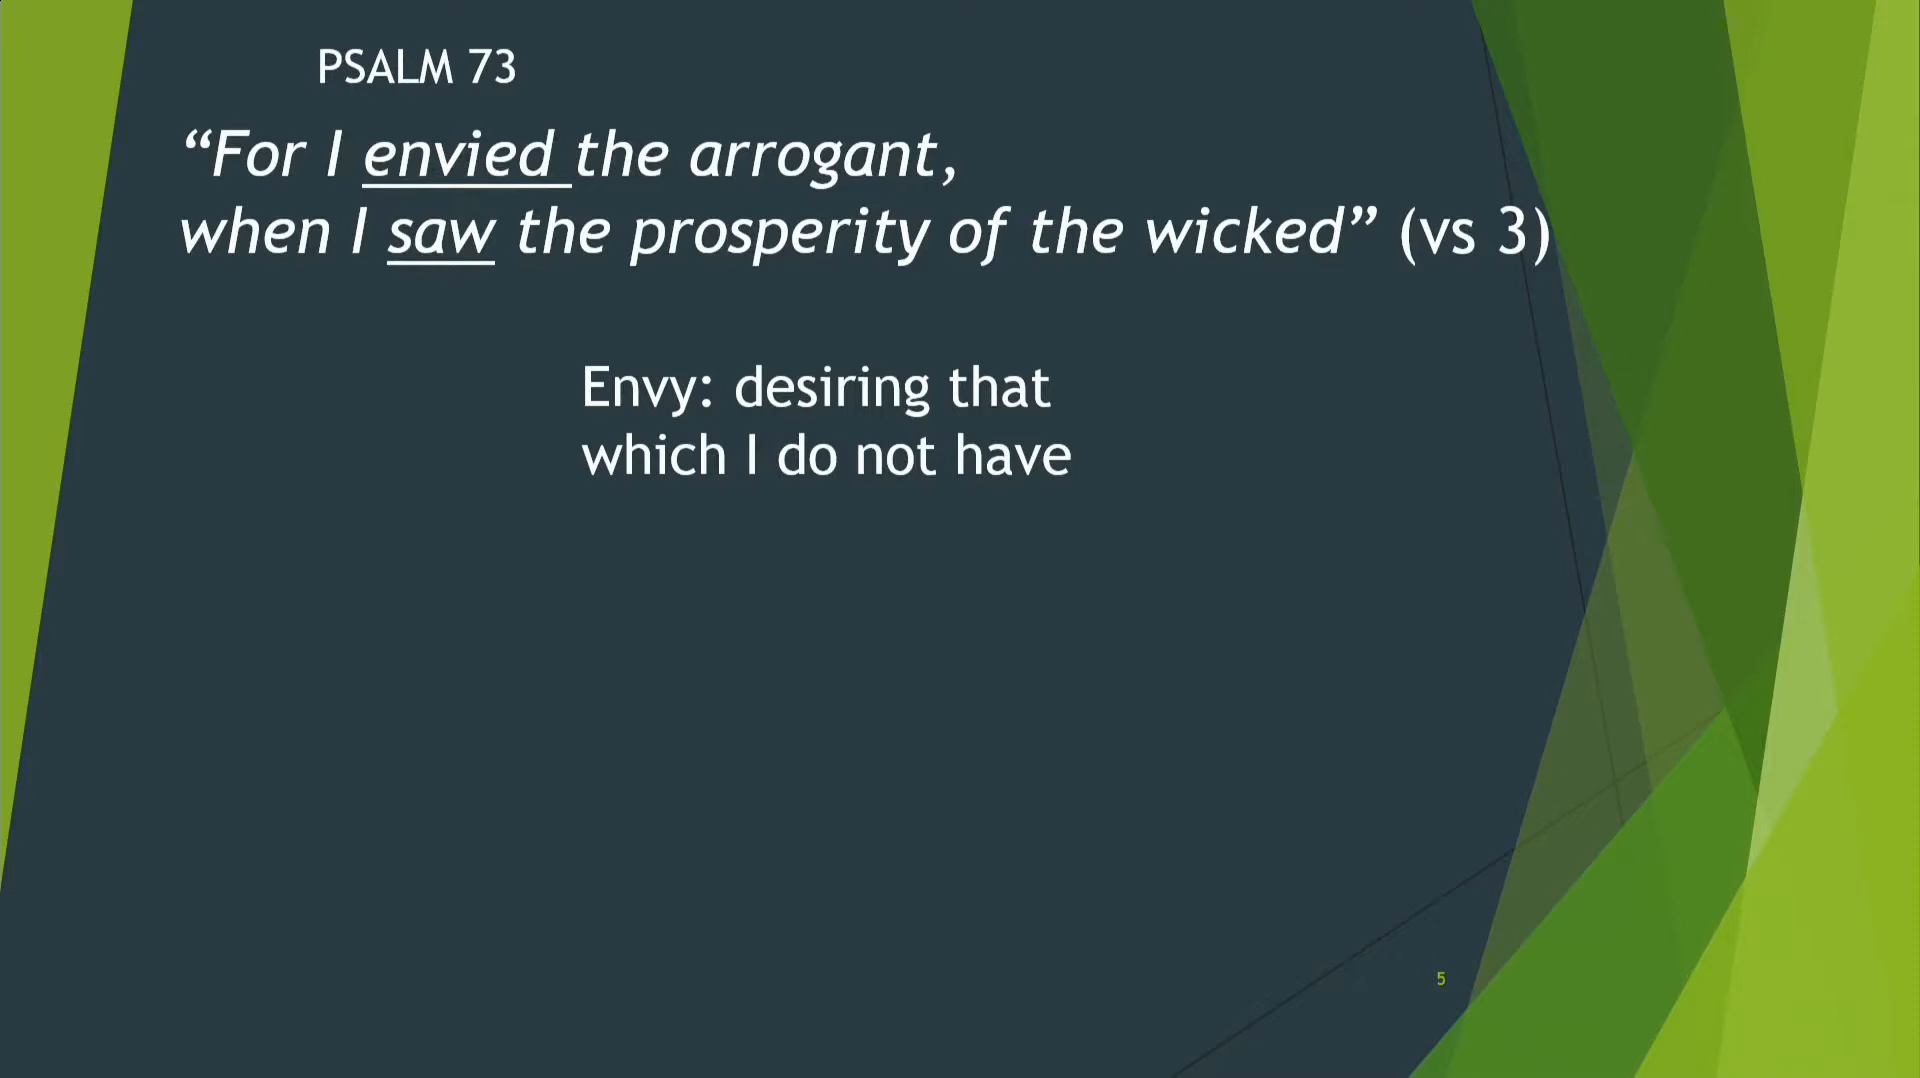 PSALM 73
“For I envied the arrogant,
when I saw the prosperity of the wicked” (vs 3)
Envy: desiring that
which I do not have
5